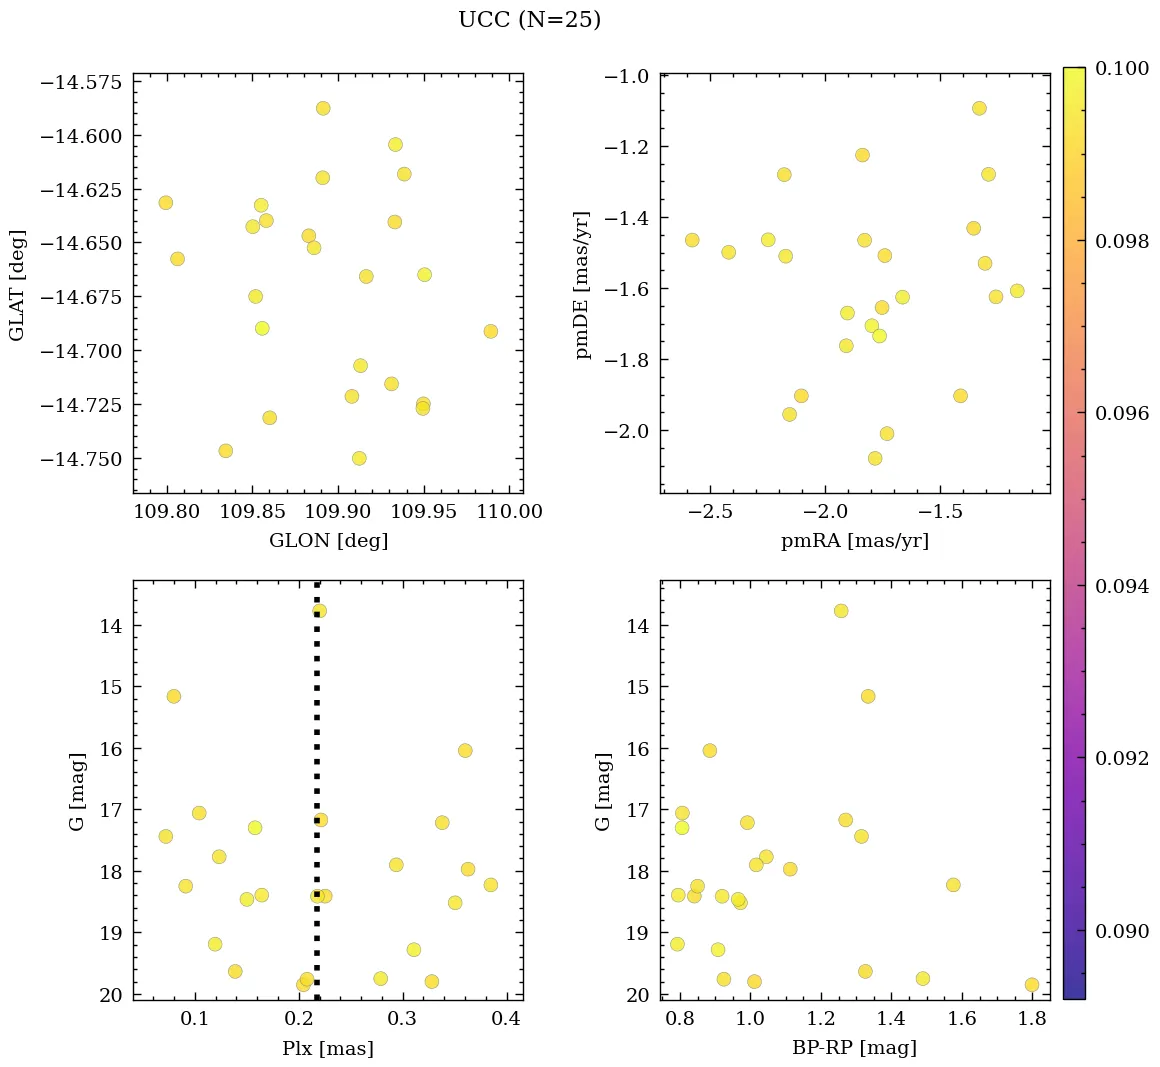 UCC (N=25)
−14.575
−14.600
−14.625
−14.650
−14.675
−14.700
−14.725
−14.750
GLAT [deg]
109.80 109.85 109.90 109.95 110.00
GLON [deg]
−1.0
−1.2
−1.4
−1.6
−1.8
−2.0
pmDE [mas/yr]
−2.5 −2.0 −1.5
pmRA [mas/yr]
14
15
16
17
18
19
20
G [mag]
0.1 0.2 0.3 0.4
Plx [mas]
14
15
16
17
18
19
20
G [mag]
0.8 1.0 1.2 1.4 1.6 1.8
BP-RP [mag]
0.100
0.098
0.096
0.094
0.092
0.090